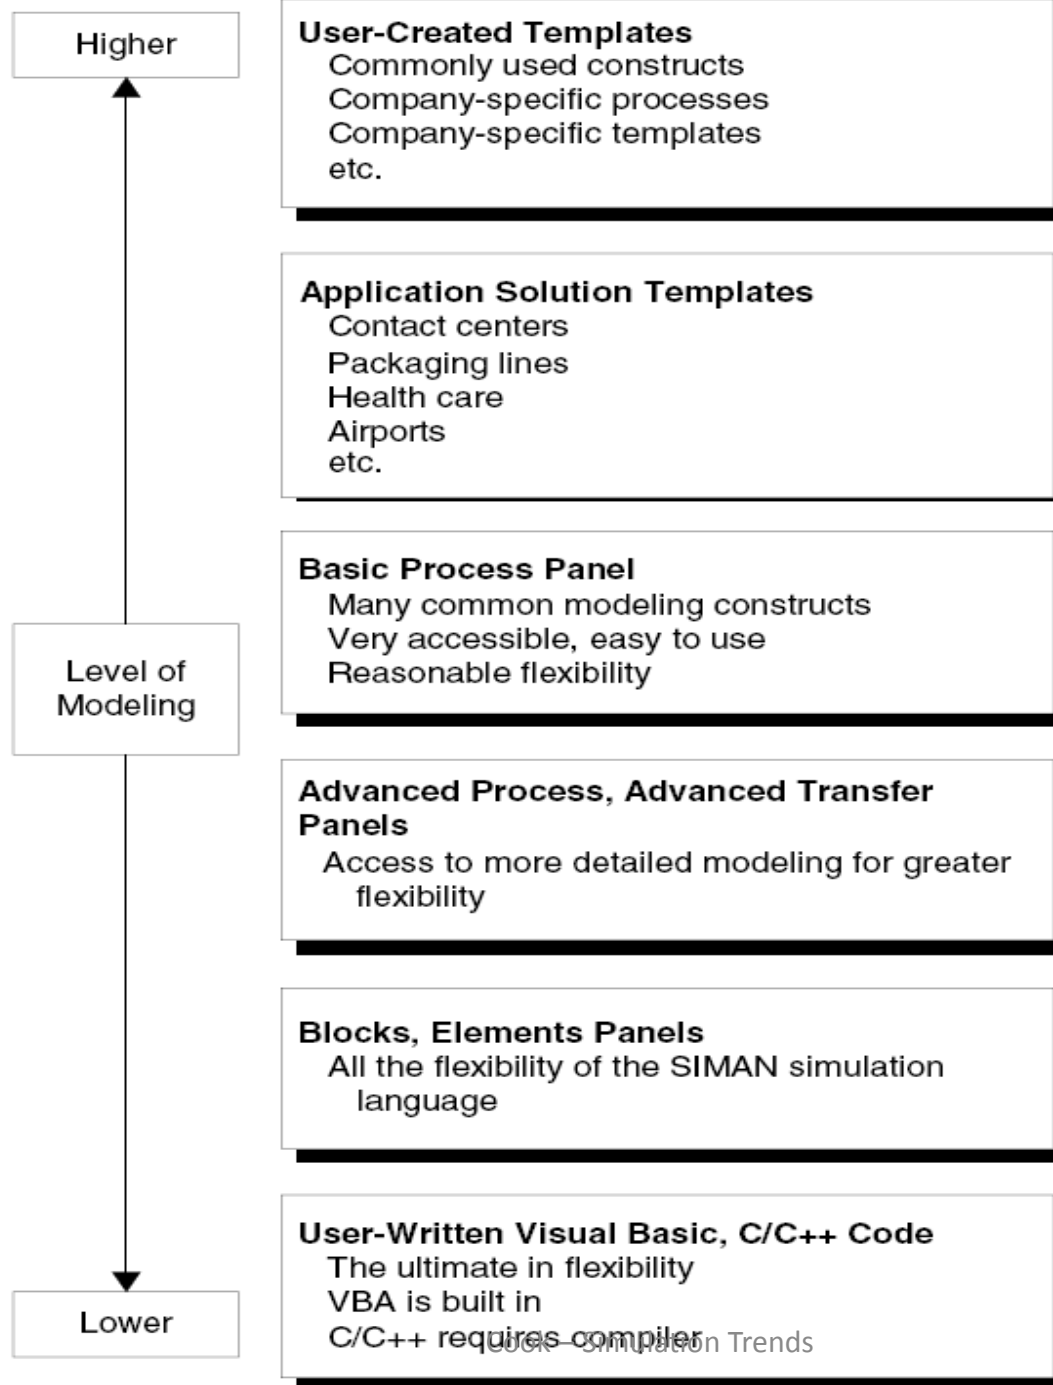 Higher
User-Created Templates
Commonly used constructs
Company-specific processes
Company-specific templates
etc.
Application Solution Templates
Contact centers
Packaging lines
Health care
Airports
etc.
Level of
Modeling
Basic Process Panel
Many common modeling constructs
Very accessible, easy to use
Reasonable flexibility
Advanced Process, Advanced Transfer
Panels
Access to more detailed modeling for greater
flexibility
Blocks, Elements Panels
All the flexibility of the SIMAN simulation
language
Lower
User-Written Visual Basic, C/C++ Code
The ultimate in flexibility
VBA is built in
C/C++ requires compiler
Cook – Simulation Trends